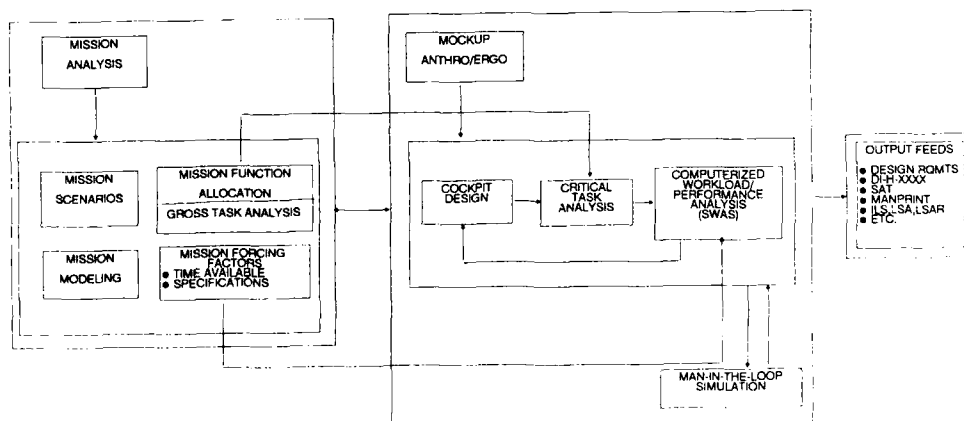 MISSION
ANALYSIS
MISSION
SCENARIOS
MISSION FUNCTION
ALLOCATION
GROSS TASK ANALYSIS
MISSION
MODELING
MISSION FORCING
FACTORS
● TIME AVAILABLE
● SPECIFICATIONS
MOCKUP
ANTHRO/ERGO
COCKPIT
DESIGN
CRITICAL
TASK
ANALYSIS
COMPUTERIZED
WORKLOAD/
PERFORMANCE
ANALYSIS
(SWAS)
MAN-IN-THE-LOOP
SIMULATION
OUTPUT FEEDS
● DESIGN RQMTS
● DI-H-XXXX
● SAT
● MANPRINT
● ILS,LSA,LSAR
● ETC.